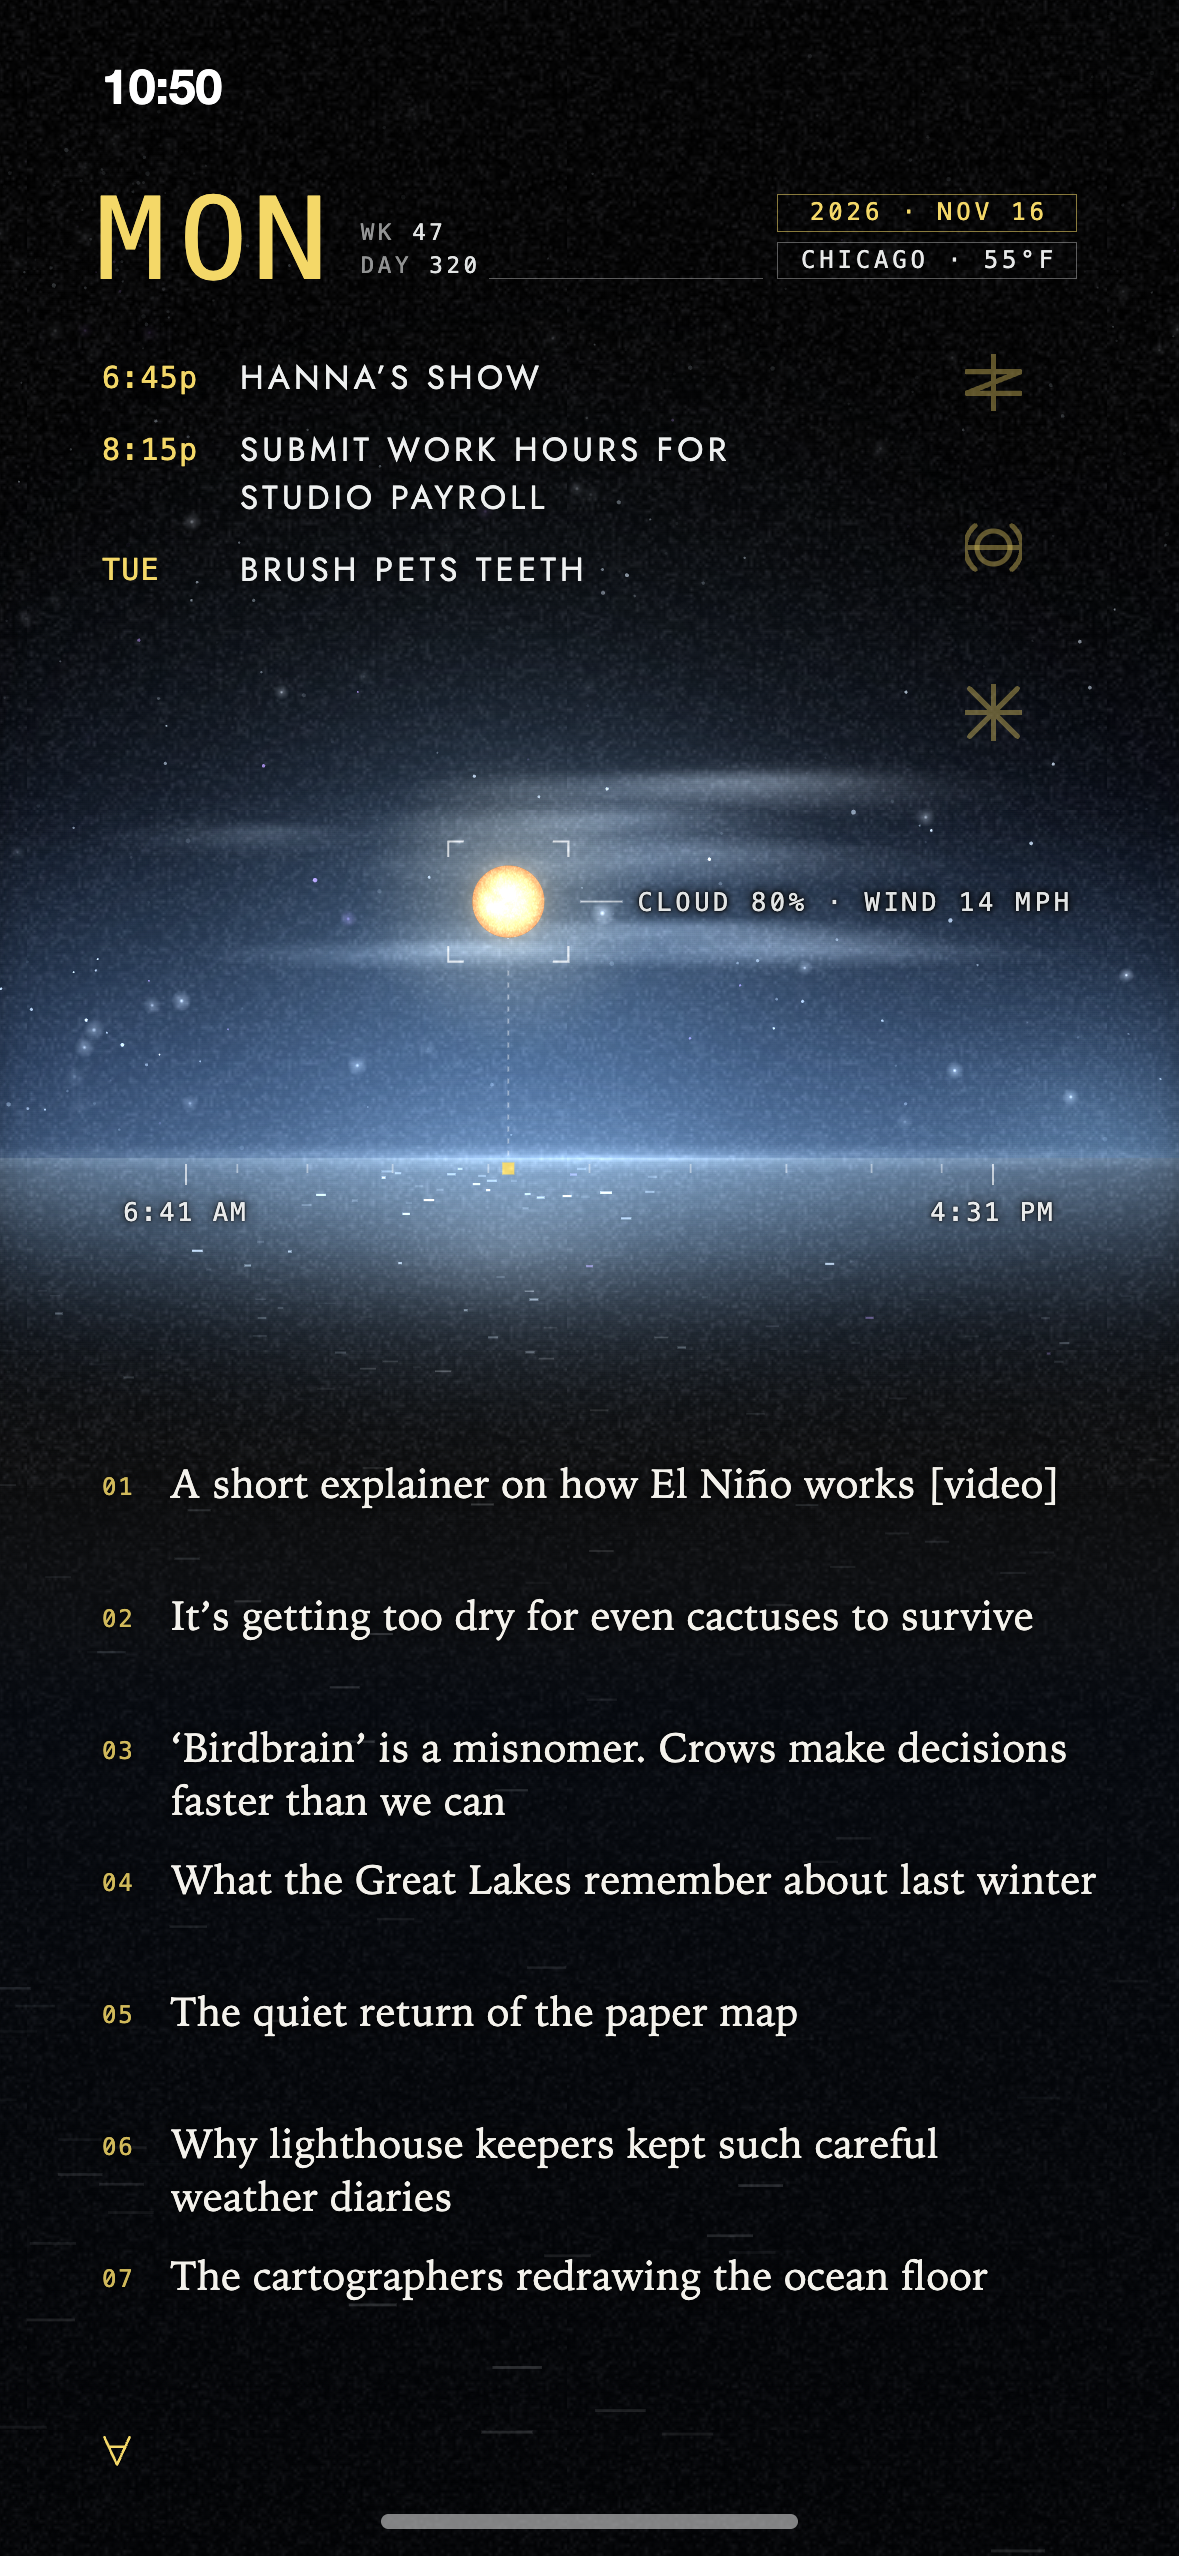 10:50
MON
WK 47
DAY 320
2026 · NOV 16
CHICAGO · 55°F
6:45p HANNA’S SHOW
8:15p SUBMIT WORK HOURS FOR
STUDIO PAYROLL
TUE BRUSH PETS TEETH
CLOUD 80% · WIND 14 MPH
6:41 AM
4:31 PM
01 A short explainer on how El Niño works [video]
02 It’s getting too dry for even cactuses to survive
03 ‘Birdbrain’ is a misnomer. Crows make decisions
faster than we can
04 What the Great Lakes remember about last winter
05 The quiet return of the paper map
06 Why lighthouse keepers kept such careful
weather diaries
07 The cartographers redrawing the ocean floor